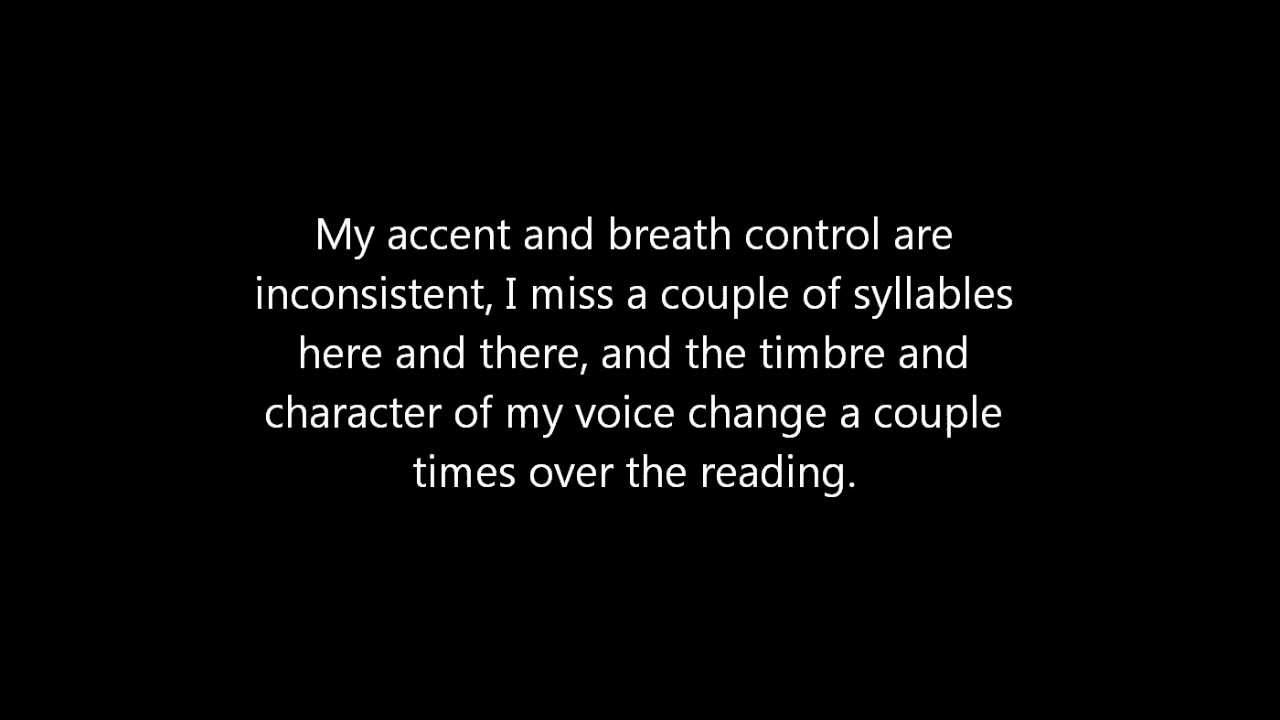 My accent and breath control are
inconsistent, I miss a couple of syllables
here and there, and the timbre and
character of my voice change a couple
times over the reading.